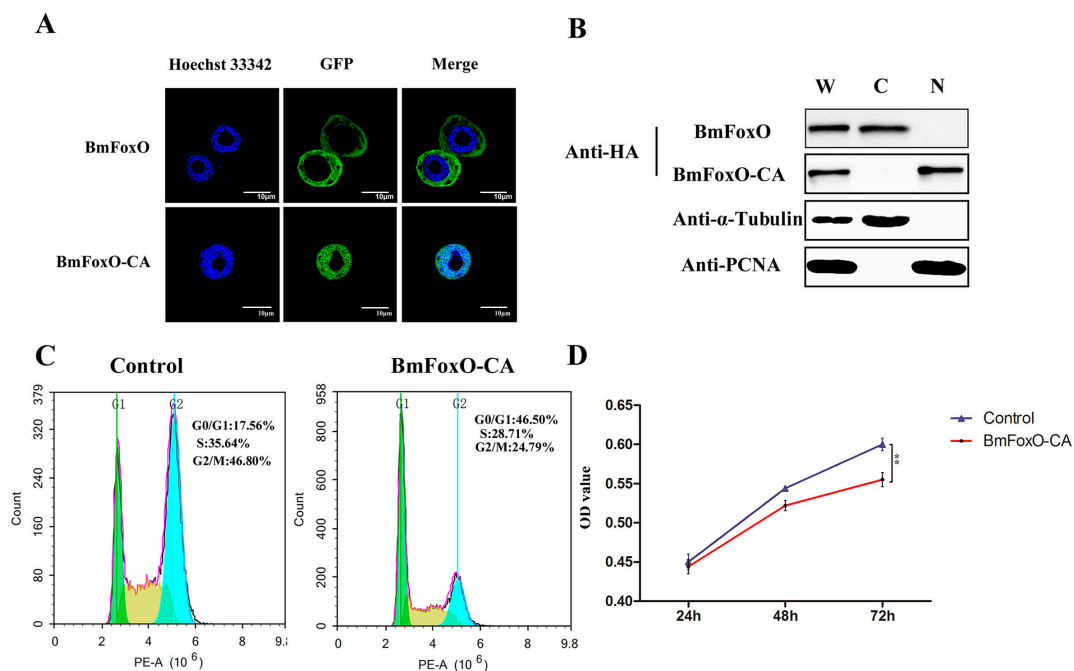 A
Hoechst 33342 GFP Merge
BmFoxO
10μm 10μm 10μm
BmFoxO-CA
10μm 10μm 10μm
B
W C N
Anti-HA
BmFoxO
BmFoxO-CA
Anti-α-Tubulin
Anti-PCNA
C
Control
379
320
240
160
80
0
Count
G1 G2
G0/G1:17.56%
S:35.64%
G2/M:46.80%
0 2 4 6 8 9.8
PE-A (10 6)
BmFoxO-CA
958
800
600
400
200
0
Count
G1 G2
G0/G1:46.50%
S:28.71%
G2/M:24.79%
0 2 4 6 8 9.8
PE-A (10 6)
D
0.65
0.60
0.55
0.50
0.45
0.40
OD value
24h 48h 72h
Control
BmFoxO-CA
**